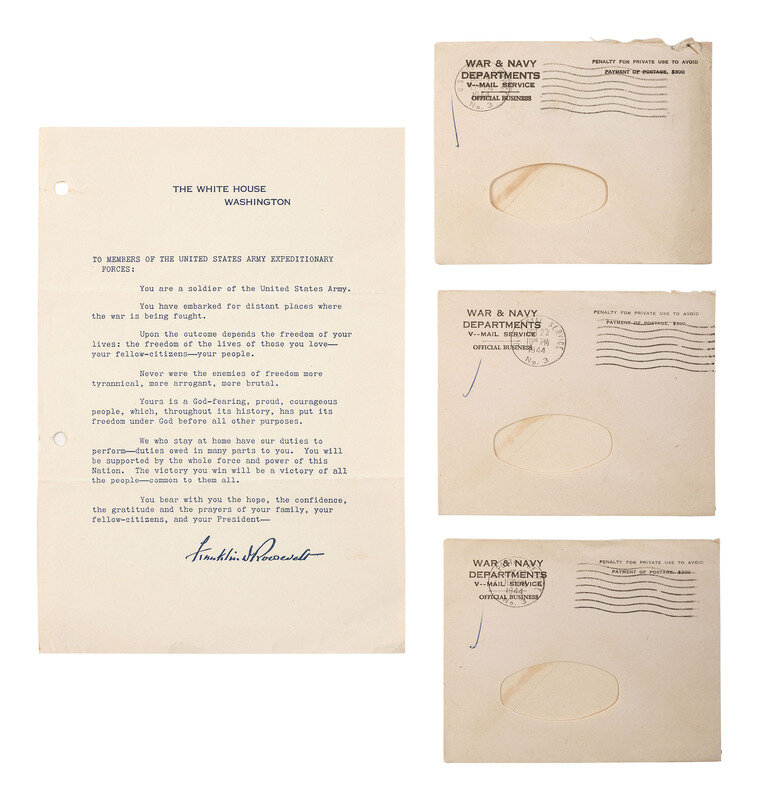 THE WHITE HOUSE
WASHINGTON
TO MEMBERS OF THE UNITED STATES ARMY EXPEDITIONARY
FORCES:
You are a soldier of the United States Army.
You have embarked for distant places where
the war is being fought.
Upon the outcome depends the freedom of your
lives: the freedom of the lives of those you love—
your fellow-citizens—your people.
Never were the enemies of freedom more
tyrannical, more arrogant, more brutal.
Yours is a God-fearing, proud, courageous
people, which, throughout its history, has put its
freedom under God before all other purposes.
We who stay at home have our duties to
perform—duties owed in many parts to you. You will
be supported by the whole force and power of this
Nation. The victory you win will be a victory of all
the people—common to them all.
You bear with you the hope, the confidence,
the gratitude and the prayers of your family, your
fellow-citizens, and your President—
Franklin D Roosevelt
WAR & NAVY
DEPARTMENTS
V--MAIL SERVICE
OFFICIAL BUSINESS
No. 3
PENALTY FOR PRIVATE USE TO AVOID
PAYMENT OF POSTAGE, $300
WAR & NAVY
DEPARTMENTS
V--MAIL SERVICE
OFFICIAL BUSINESS
SERVICE
PM
1944
No. 3
PENALTY FOR PRIVATE USE TO AVOID
PAYMENT OF POSTAGE, $300
WAR & NAVY
DEPARTMENTS
V--MAIL SERVICE
OFFICIAL BUSINESS
1944
No. 3
PENALTY FOR PRIVATE USE TO AVOID
PAYMENT OF POSTAGE, $300